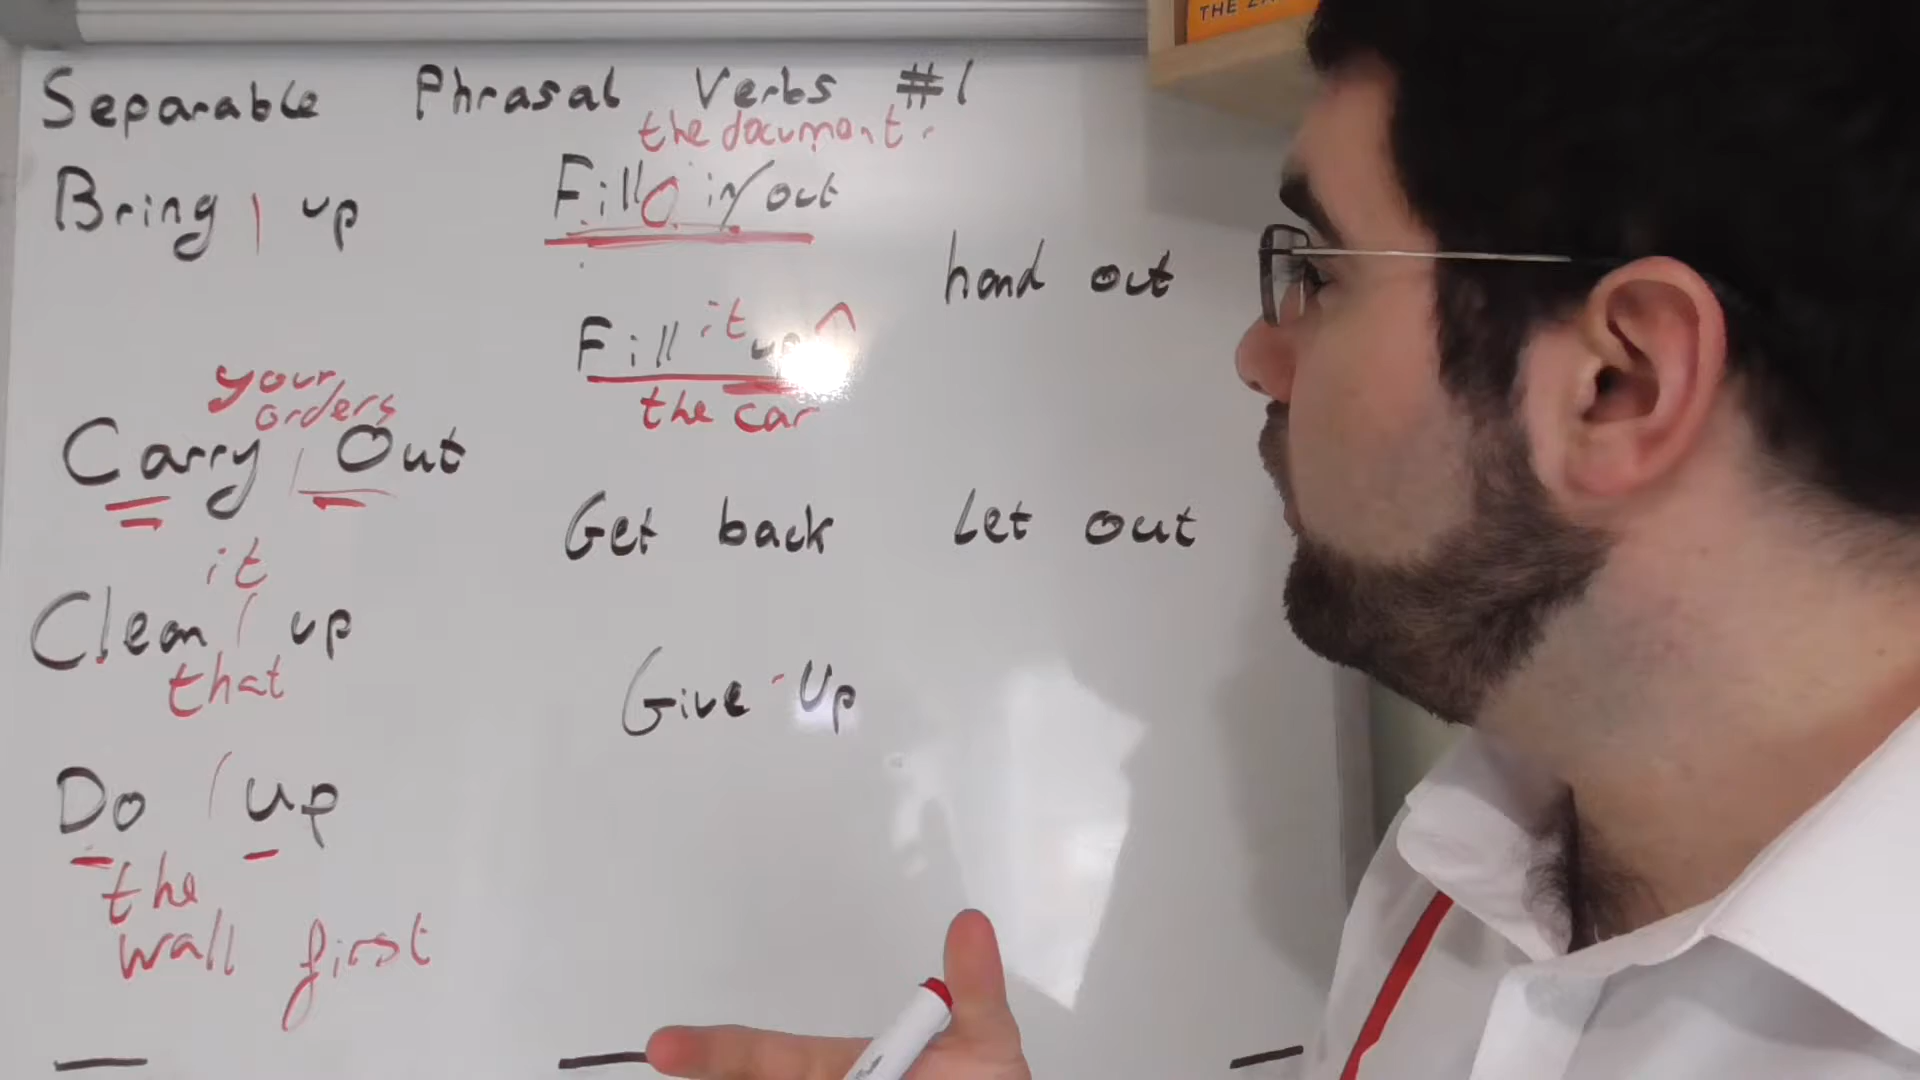 THE
Separable Phrasal Verbs #1
the document.
Bring | up
Fill in/out
hand out
Fill it up
the car
your
orders
Carry | Out
Get back
Let out
it
Clean | up
that
Give Up
Do | up
the
wall first